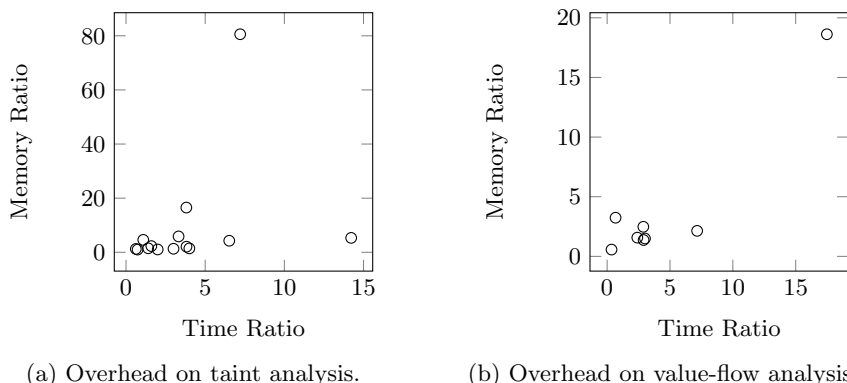 80
60
40
20
0
0 5 10 15
Memory Ratio
Time Ratio
(a) Overhead on taint analysis.
20
15
10
5
0
0 5 10 15
Memory Ratio
Time Ratio
(b) Overhead on value-flow analysis